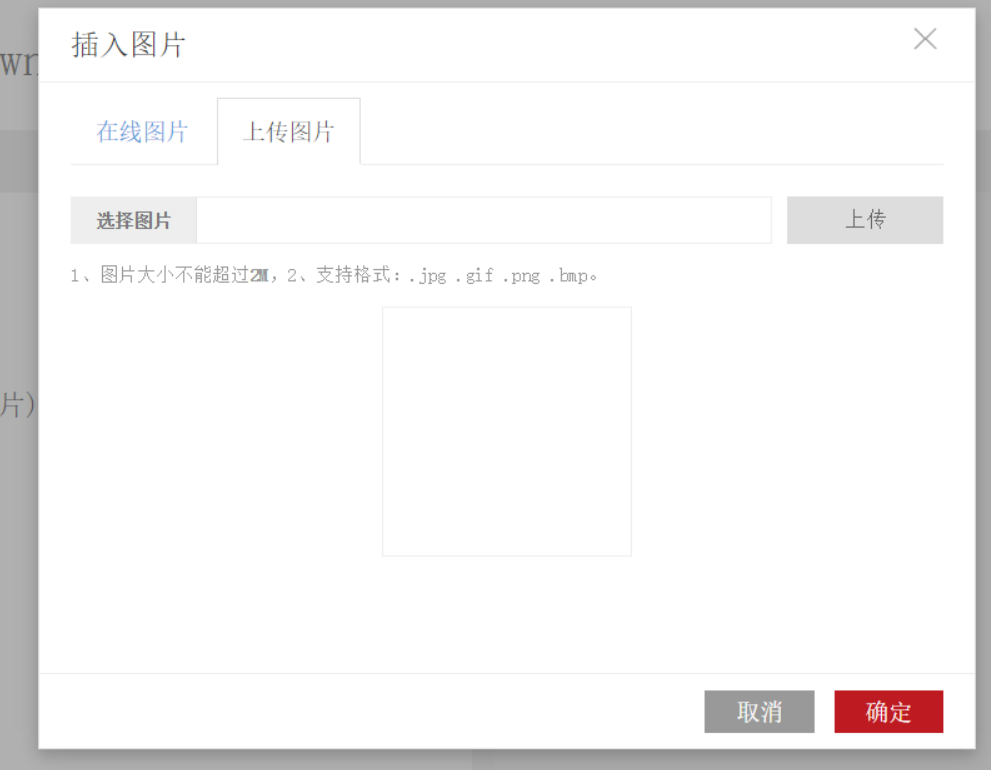 插入图片
wn
在线图片 上传图片
选择图片 上传
1、图片大小不能超过2M，2、支持格式：.jpg .gif .png .bmp。
片)
取消 确定